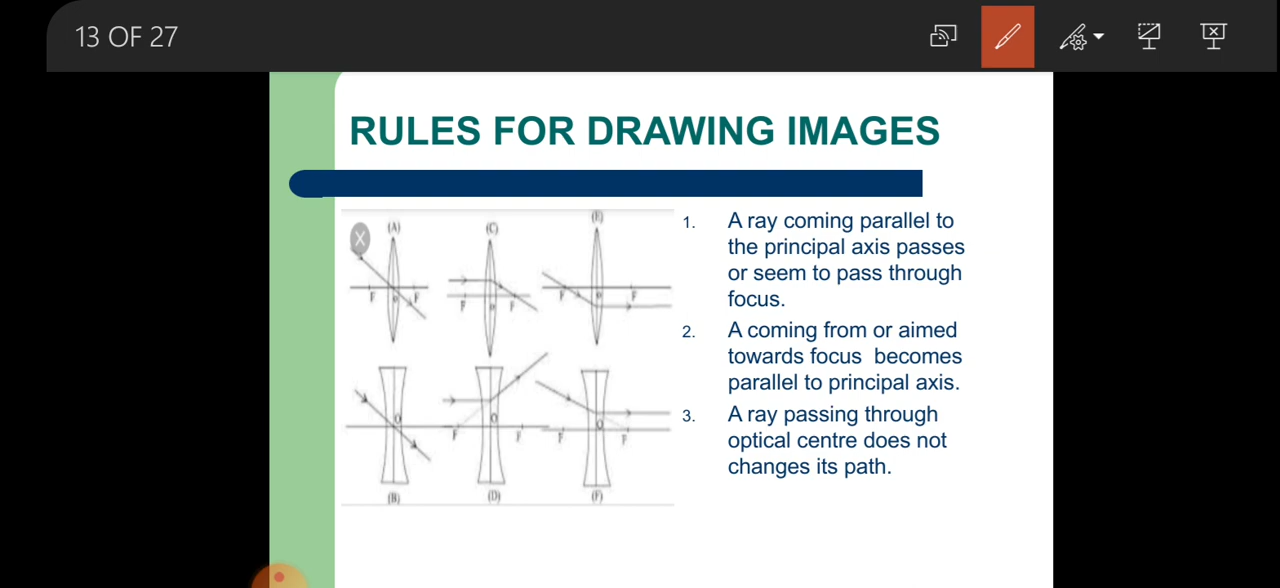 13 OF 27
RULES FOR DRAWING IMAGES
(A)
(C)
(E)
F
O
F
F
O
F
F
O
F
O
O
F
F
O
F
F
(B)
(D)
(F)
1. A ray coming parallel to
the principal axis passes
or seem to pass through
focus.
2. A coming from or aimed
towards focus becomes
parallel to principal axis.
3. A ray passing through
optical centre does not
changes its path.